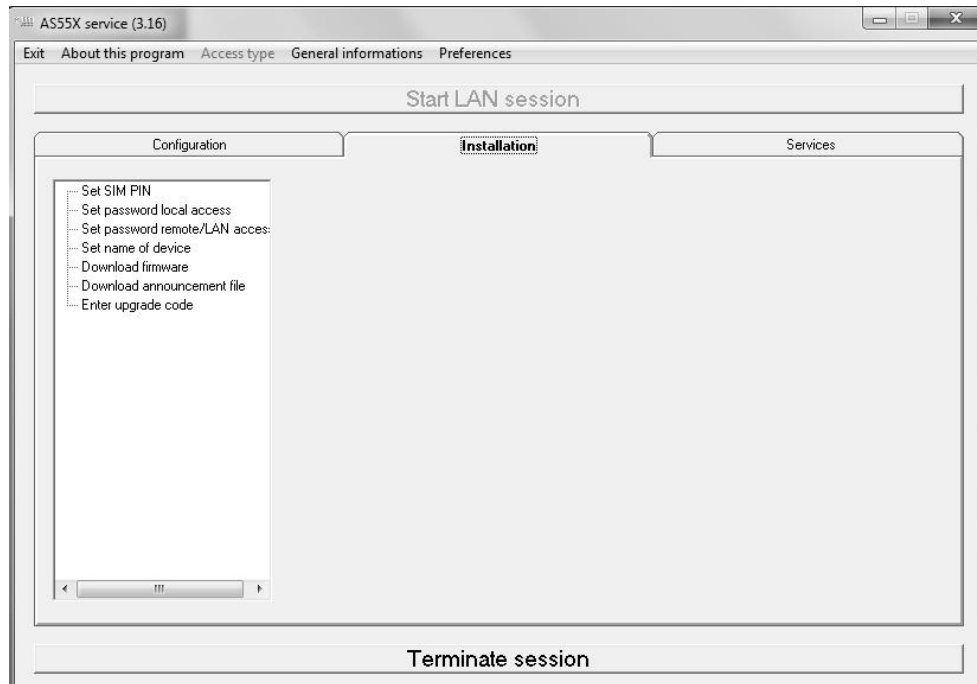 AS55X service (3.16)
Exit About this program Access type General informations Preferences
Start LAN session
Configuration Installation Services
Set SIM PIN
Set password local access
Set password remote/LAN acces
Set name of device
Download firmware
Download announcement file
Enter upgrade code
Terminate session